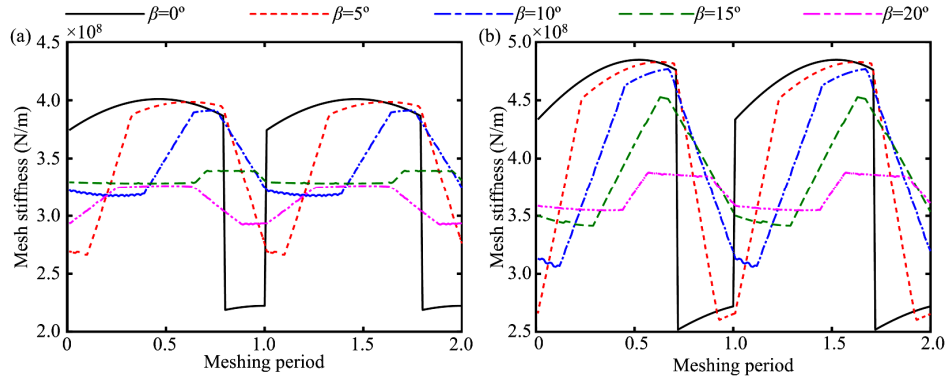 β=0º β=5º β=10º β=15º β=20º
(a)
×10⁸
4.5
4.0
3.5
3.0
2.5
2.0
Mesh stiffness (N/m)
0 0.5 1.0 1.5 2.0
Meshing period
(b)
×10⁸
5.0
4.5
4.0
3.5
3.0
2.5
Mesh stiffness (N/m)
0 0.5 1.0 1.5 2.0
Meshing period